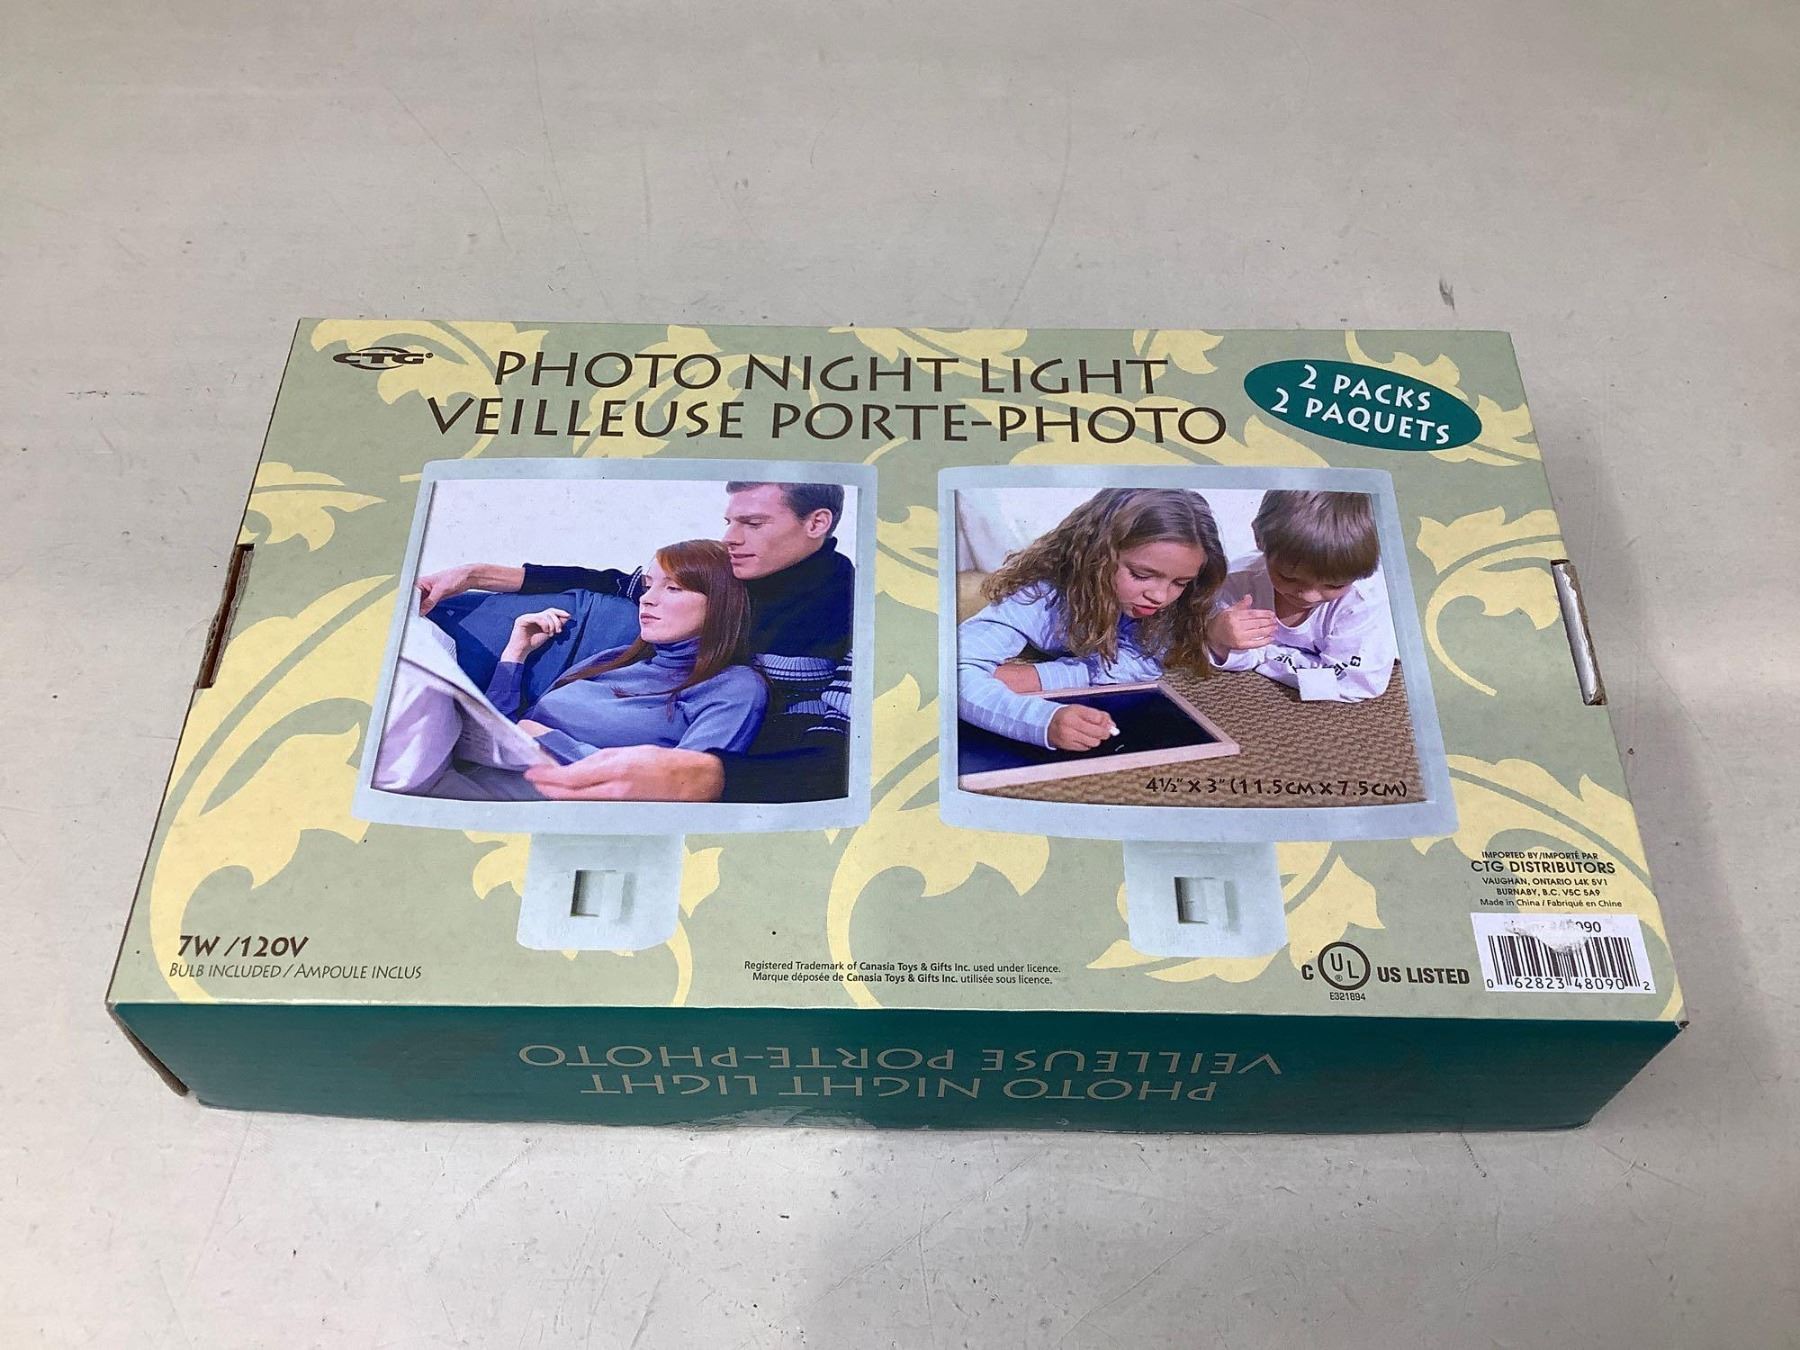 CTG®
PHOTO NIGHT LIGHT
VEILLEUSE PORTE-PHOTO
2 PACKS
2 PAQUETS
4½" X 3" (11.5CM X 7.5CM)
IMPORTED BY/IMPORTÉ PAR
CTG DISTRIBUTORS
VAUGHAN, ONTARIO L4K 5V1
BURNABY, B.C. V5C 5A9
Made in China / Fabriqué en Chine
7W /120V
BULB INCLUDED / AMPOULE INCLUS
Registered Trademark of Canasia Toys & Gifts Inc. used under licence.
Marque déposée de Canasia Toys & Gifts Inc. utilisée sous licence.
C UL ® US LISTED
E321894
0 62823 48090 2
VEILLEUSE PORTE-PHOTO
PHOTO NIGHT LIGHT